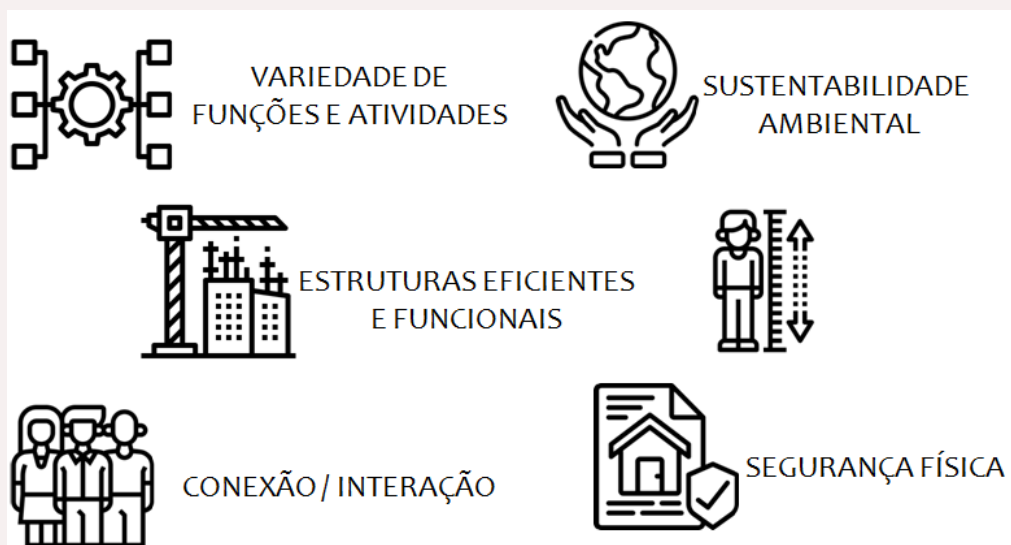 VARIEDADE DE
FUNÇÕES E ATIVIDADES
SUSTENTABILIDADE
AMBIENTAL
ESTRUTURAS EFICIENTES
E FUNCIONAIS
CONEXÃO / INTERAÇÃO
SEGURANÇA FÍSICA